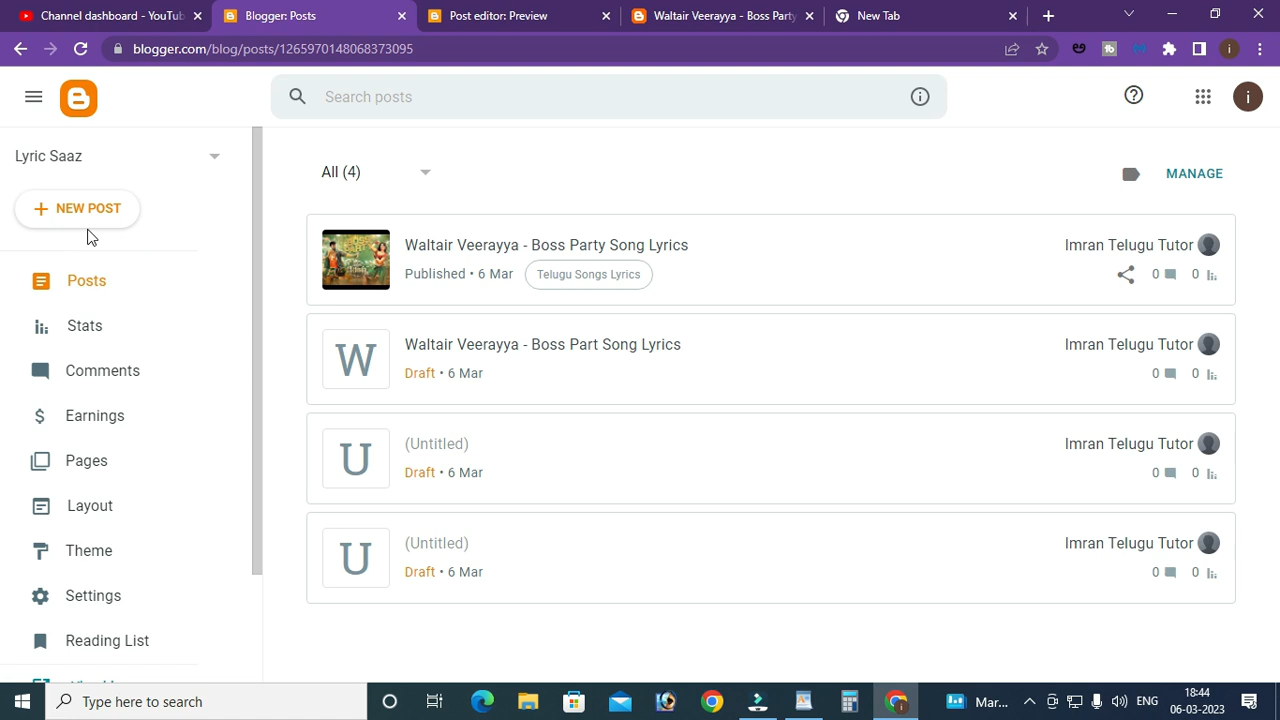 Channel dashboard - YouTub
Blogger: Posts
Post editor: Preview
Waltair Veerayya - Boss Party
New Tab
blogger.com/blog/posts/1265970148068373095
i
Search posts
i
Lyric Saaz
All (4)
MANAGE
+ NEW POST
Waltair Veerayya - Boss Party Song Lyrics
Imran Telugu Tutor
Published • 6 Mar
Telugu Songs Lyrics
0 0
Posts
Stats
W
Waltair Veerayya - Boss Part Song Lyrics
Imran Telugu Tutor
Draft • 6 Mar
0 0
Comments
Earnings
U
(Untitled)
Imran Telugu Tutor
Draft • 6 Mar
0 0
Pages
Layout
U
(Untitled)
Imran Telugu Tutor
Draft • 6 Mar
0 0
Theme
Settings
Reading List
Type here to search
Mar...
ENG
18:44
06-03-2023